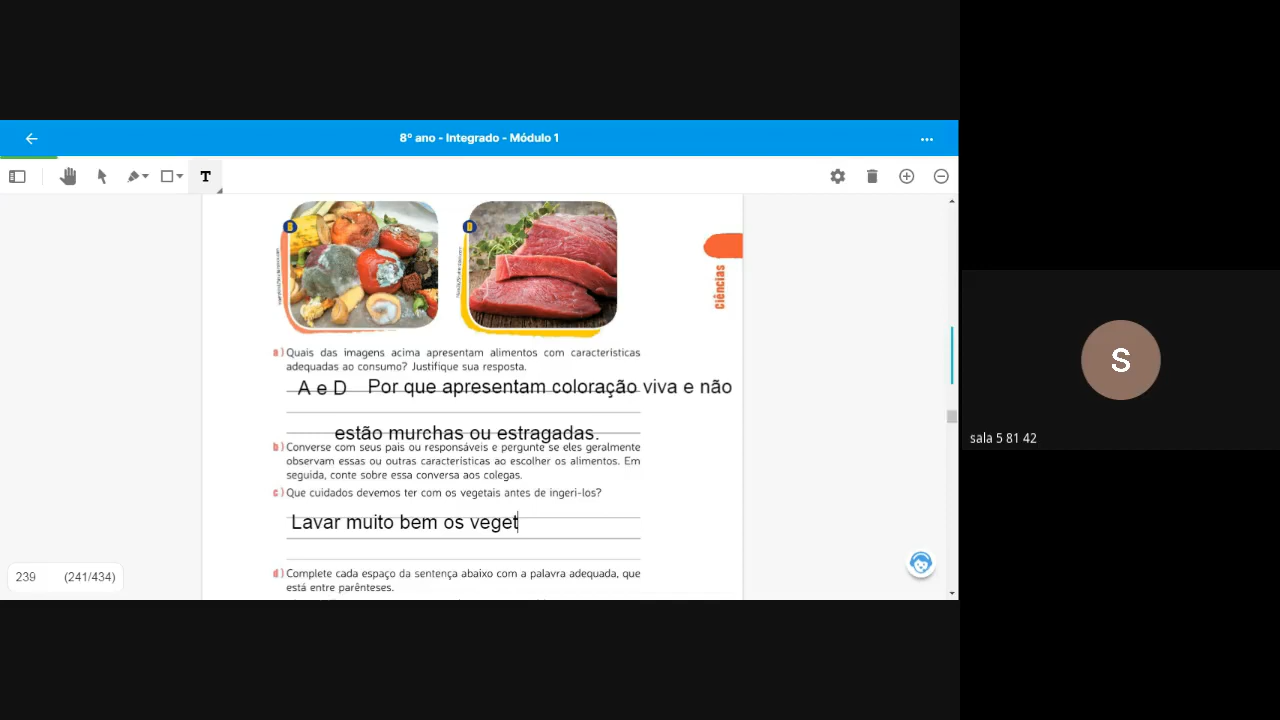 8º ano - Integrado - Módulo 1
T
B
D
Ciências
a) Quais das imagens acima apresentam alimentos com características
adequadas ao consumo? Justifique sua resposta.
A e D Por que apresentam coloração viva e não
estão murchas ou estragadas.
b) Converse com seus pais ou responsáveis e pergunte se eles geralmente
observam essas ou outras características ao escolher os alimentos. Em
seguida, conte sobre essa conversa aos colegas.
c) Que cuidados devemos ter com os vegetais antes de ingeri-los?
Lavar muito bem os veget
d) Complete cada espaço da sentença abaixo com a palavra adequada, que
está entre parênteses.
239 (241/434)
S
sala 5 81 42